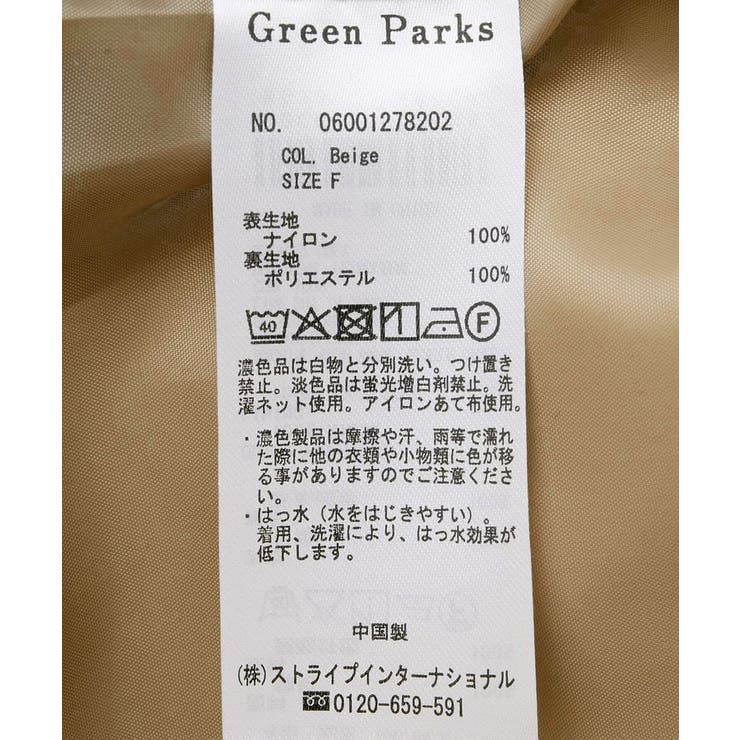 Green Parks
NO. 06001278202
COL. Beige
SIZE F
表生地
ナイロン 100%
裏生地
ポリエステル 100%
40 F
濃色品は白物と分別洗い。つけ置き
禁止。淡色品は蛍光増白剤禁止。洗
濯ネット使用。アイロンあて布使用。
・濃色製品は摩擦や汗、雨等で濡れ
た際に他の衣類や小物類に色が移
る事がありますのでご注意くださ
い。
・はっ水（水をはじきやすい）。
着用、洗濯により、はっ水効果が
低下します。
中国製
(株)ストライプインターナショナル
0120-659-591